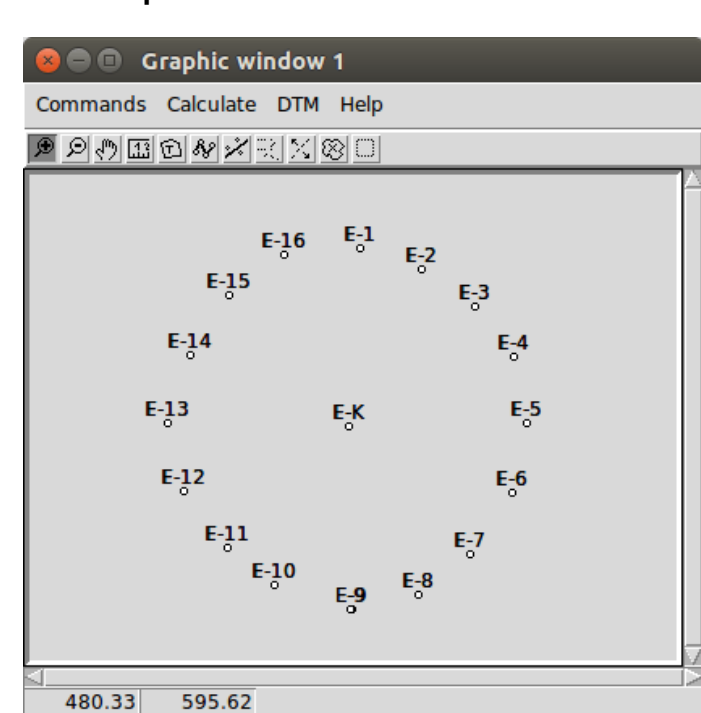 Graphic window 1
Commands Calculate DTM Help
E-16 E-1
E-2
E-15
E-3
E-14 E-4
E-13 E-K E-5
E-12 E-6
E-11 E-7
E-10 E-8
E-9
480.33 595.62